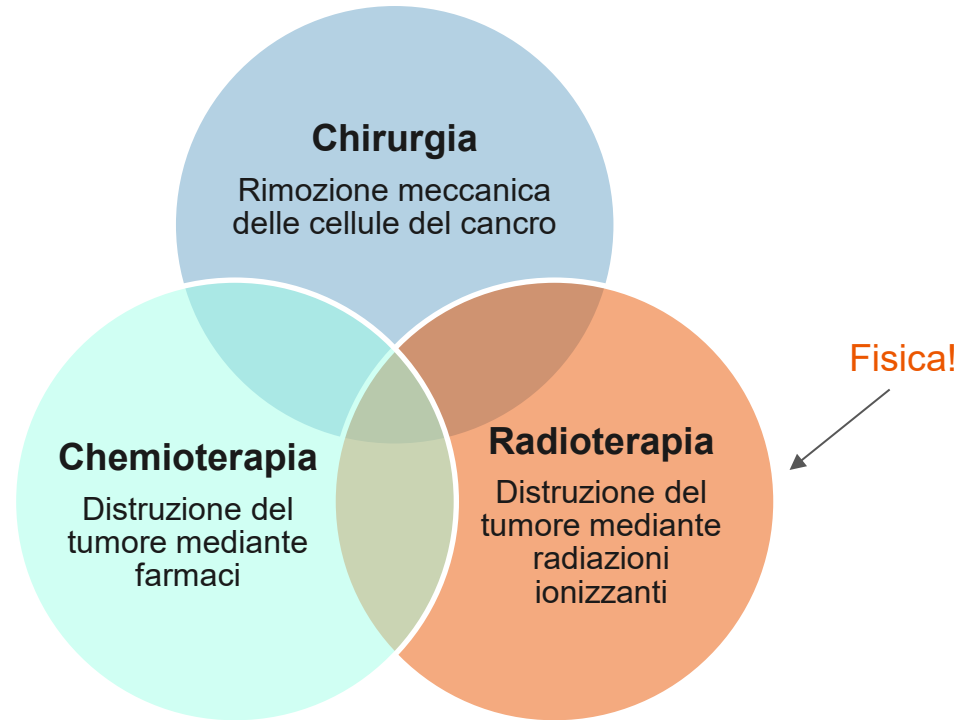 Chirurgia
Rimozione meccanica
delle cellule del cancro
Fisica!
Chemioterapia
Distruzione del
tumore mediante
farmaci
Radioterapia
Distruzione del
tumore mediante
radiazioni
ionizzanti